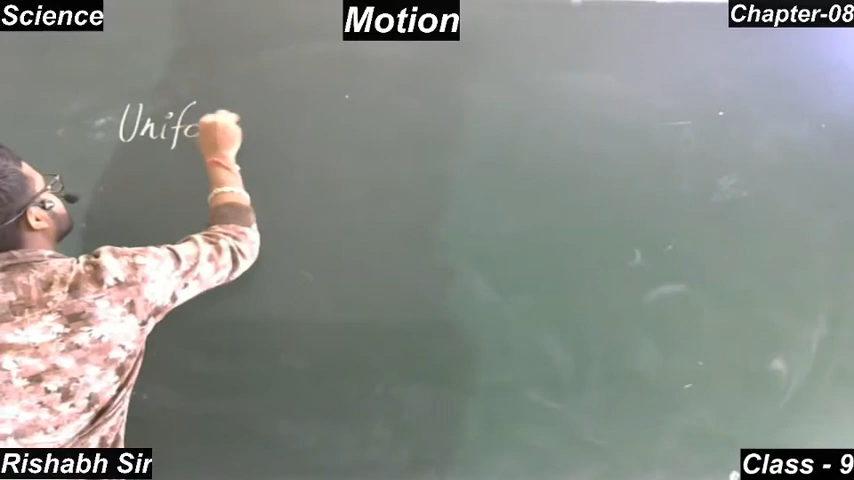 Science
Motion
Chapter-08
Unifo
Rishabh Sir
Class - 9